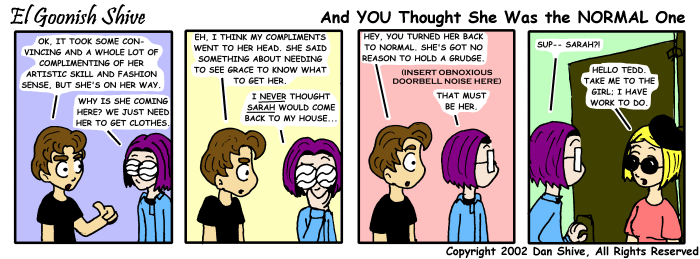 El Goonish Shive
And YOU Thought She Was the NORMAL One
OK, IT TOOK SOME CON-
VINCING AND A WHOLE LOT OF
COMPLIMENTING OF HER
ARTISTIC SKILL AND FASHION
SENSE, BUT SHE'S ON HER WAY.
WHY IS SHE COMING
HERE? WE JUST NEED
HER TO GET CLOTHES.
EH, I THINK MY COMPLIMENTS
WENT TO HER HEAD. SHE SAID
SOMETHING ABOUT NEEDING
TO SEE GRACE TO KNOW WHAT
TO GET HER.
I NEVER THOUGHT
SARAH WOULD COME
BACK TO MY HOUSE...
HEY, YOU TURNED HER BACK
TO NORMAL. SHE'S GOT NO
REASON TO HOLD A GRUDGE.
(INSERT OBNOXIOUS
DOORBELL NOISE HERE)
THAT MUST
BE HER.
SUP-- SARAH?!
HELLO TEDD.
TAKE ME TO THE
GIRL; I HAVE
WORK TO DO.
Copyright 2002 Dan Shive, All Rights Reserved